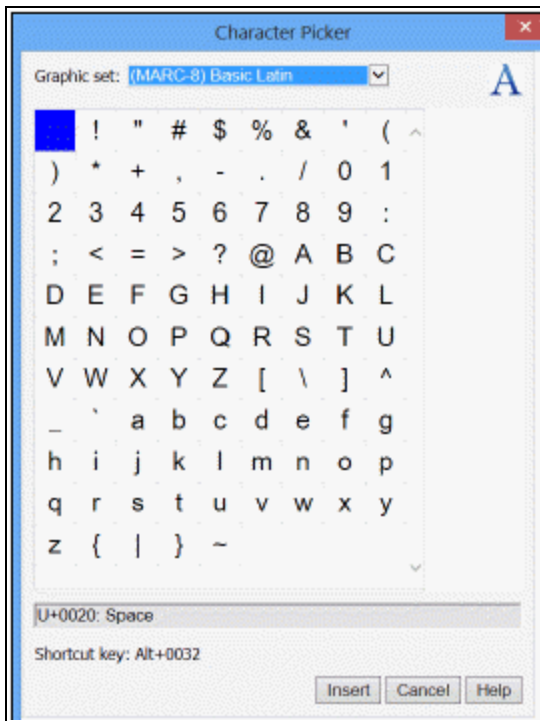 Character Picker
Graphic set: (MARC-8) Basic Latin
A
! " # $ % & ' (
) * + , - . / 0 1
2 3 4 5 6 7 8 9 :
; < = > ? @ A B C
D E F G H I J K L
M N O P Q R S T U
V W X Y Z [ \ ] ^
_ ` a b c d e f g
h i j k l m n o p
q r s t u v w x y
z { | } ~
U+0020: Space
Shortcut key: Alt+0032
Insert Cancel Help